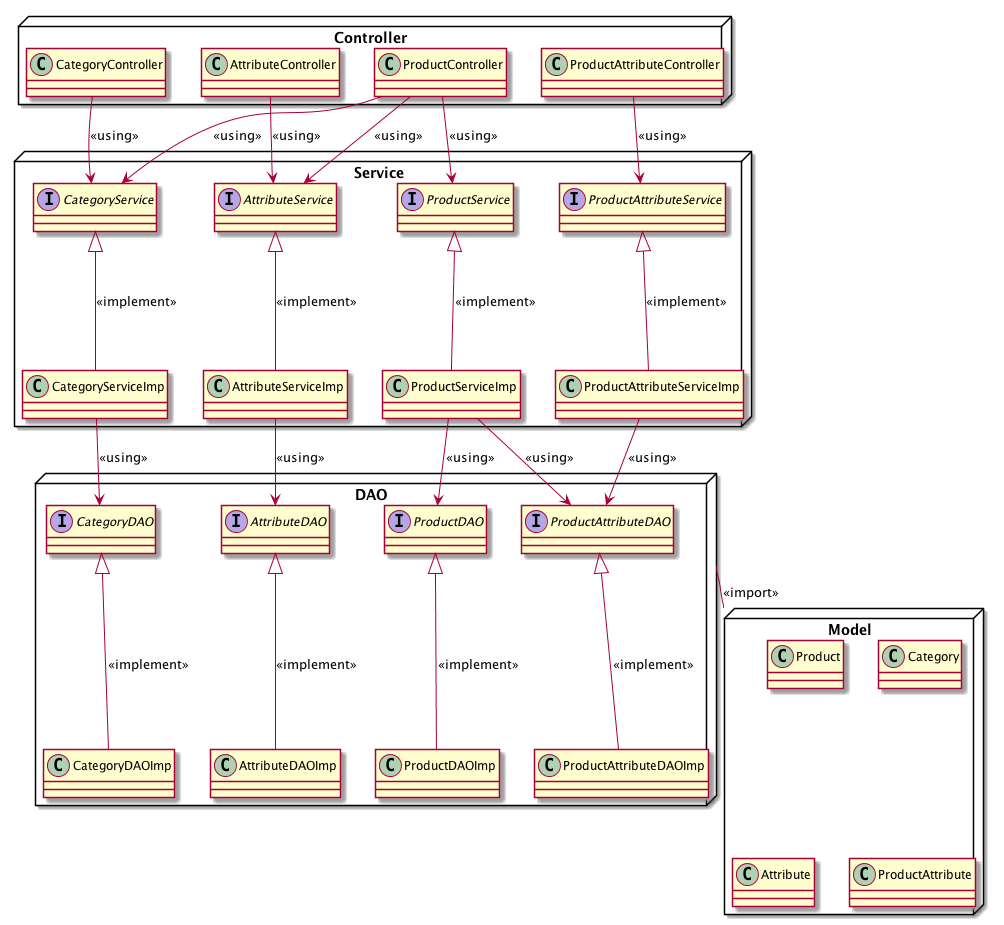 Controller
C CategoryController
C AttributeController
C ProductController
C ProductAttributeController
«using»
«using»
«using»
«using»
«using»
«using»
Service
I CategoryService
I AttributeService
I ProductService
I ProductAttributeService
«implement»
«implement»
«implement»
«implement»
C CategoryServiceImp
C AttributeServiceImp
C ProductServiceImp
C ProductAttributeServiceImp
«using»
«using»
«using»
«using»
«using»
DAO
I CategoryDAO
I AttributeDAO
I ProductDAO
I ProductAttributeDAO
«import»
«implement»
«implement»
«implement»
«implement»
C CategoryDAOImp
C AttributeDAOImp
C ProductDAOImp
C ProductAttributeDAOImp
Model
C Product
C Category
C Attribute
C ProductAttribute